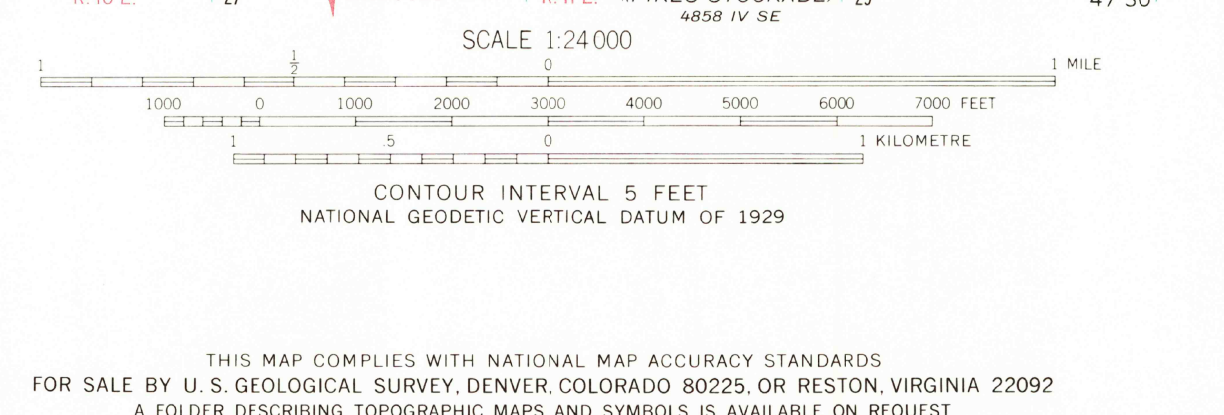 R. 10 E. 27
4858 IV SE
SCALE 1:24 000
1 1/2 0 1 MILE
1000 0 1000 2000 3000 4000 5000 6000 7000 FEET
1 .5 0 1 KILOMETRE
CONTOUR INTERVAL 5 FEET
NATIONAL GEODETIC VERTICAL DATUM OF 1929
THIS MAP COMPLIES WITH NATIONAL MAP ACCURACY STANDARDS
FOR SALE BY U. S. GEOLOGICAL SURVEY, DENVER, COLORADO 80225, OR RESTON, VIRGINIA 22092
A FOLDER DESCRIBING TOPOGRAPHIC MAPS AND SYMBOLS IS AVAILABLE ON REQUEST